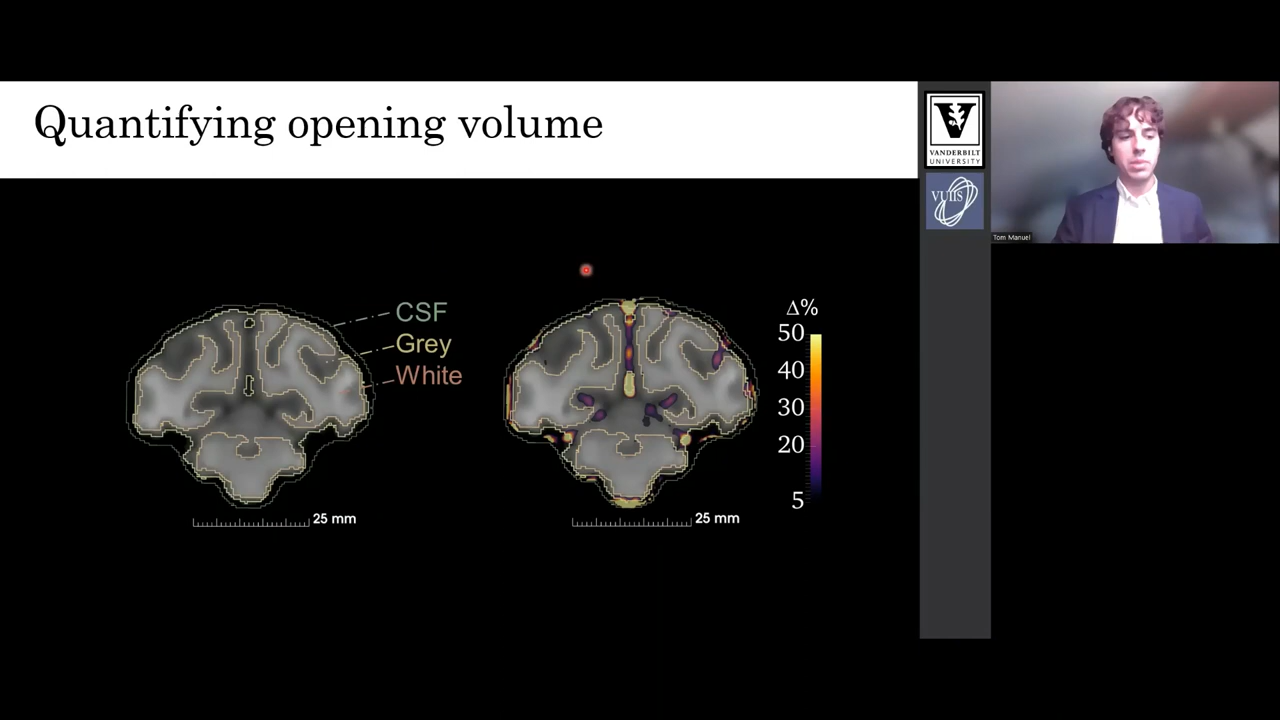 Quantifying opening volume
VANDERBILT
UNIVERSITY
VUIIS
Tom Manuel
CSF
Grey
White
25 mm
25 mm
Δ%
50
40
30
20
5